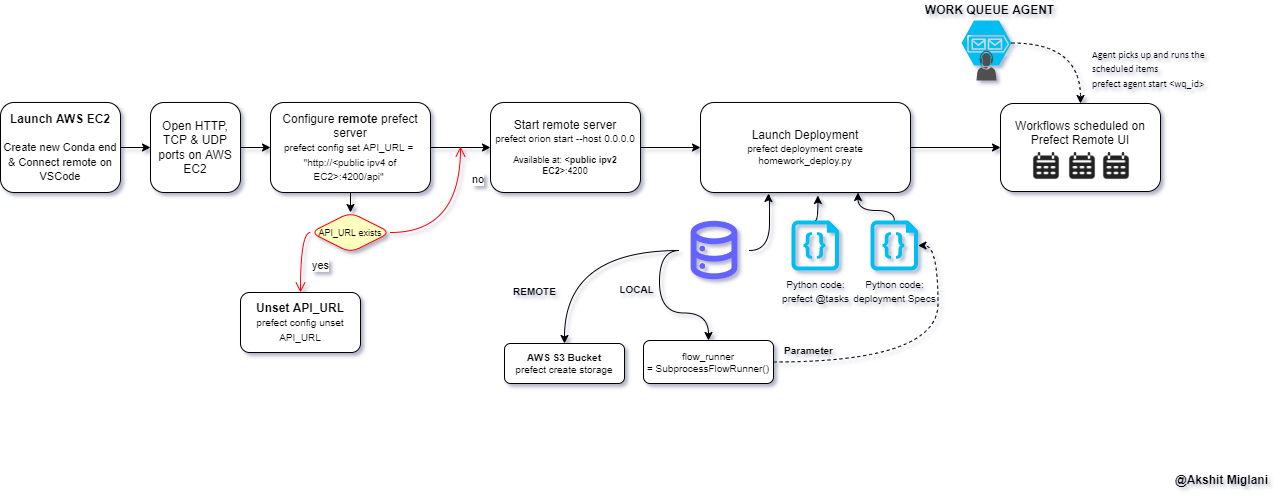 WORK QUEUE AGENT
Agent picks up and runs the
scheduled items
prefect agent start <wq_id>
Launch AWS EC2
Create new Conda end
& Connect remote on
VSCode
Open HTTP,
TCP & UDP
ports on AWS
EC2
Configure remote prefect
server
prefect config set API_URL =
"http://<public ipv4 of
EC2>:4200/api"
no
Start remote server
prefect orion start --host 0.0.0.0
Available at: <public ipv2
EC2>:4200
Launch Deployment
prefect deployment create
homework_deploy.py
Workflows scheduled on
Prefect Remote UI
API_URL exists
yes
Unset API_URL
prefect config unset
API_URL
REMOTE
LOCAL
Python code:
prefect @tasks
Python code:
deployment Specs
AWS S3 Bucket
prefect create storage
flow_runner
= SubprocessFlowRunner()
Parameter
@Akshit Miglani